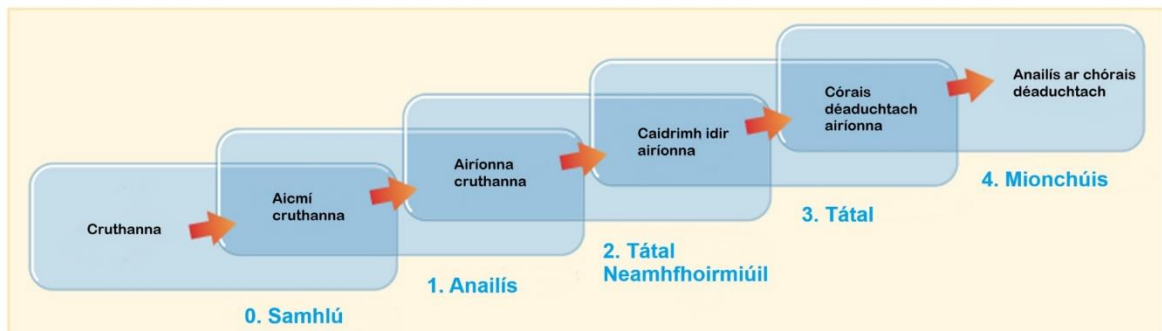 Cruthanna
Aicmí
cruthanna
Airíonna
cruthanna
Caidrimh idir
airíonna
Córais
déaduchtach
airíonna
Anailís ar chórais
déaduchtach
0. Samhlú
1. Anailís
2. Tátal
Neamhfhoirmiúil
3. Tátal
4. Mionchúis